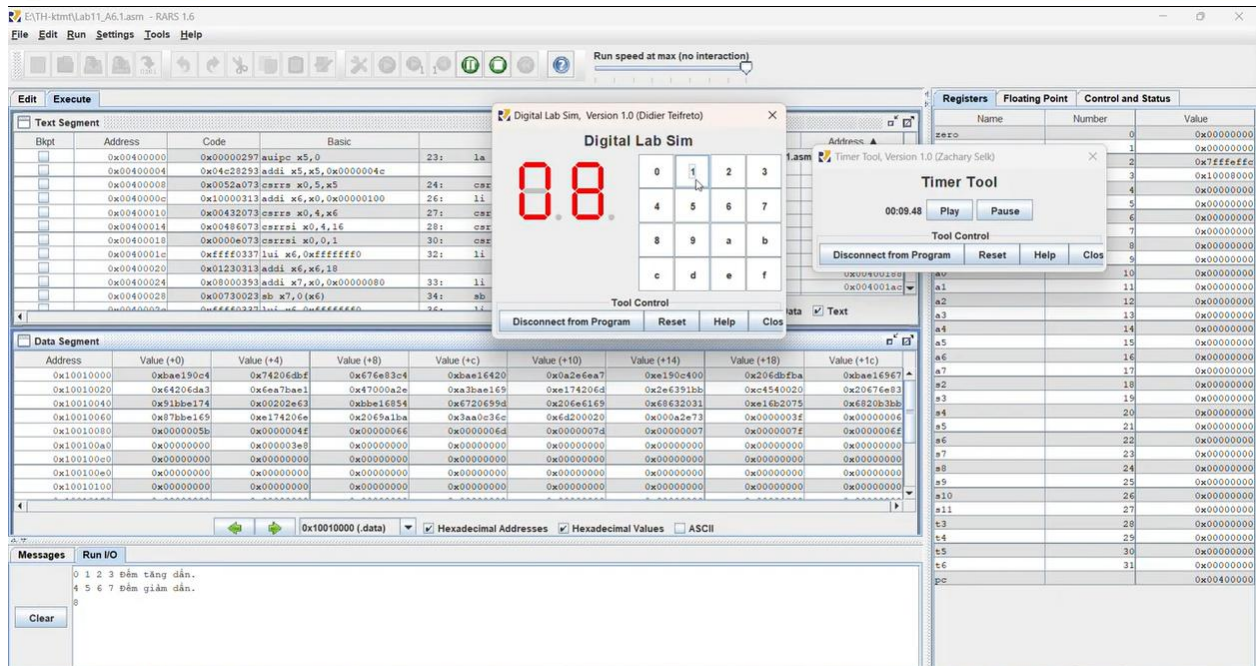 E:\TH-ktmt\Lab11_A6.1.asm - RARS 1.6
File Edit Run Settings Tools Help
Run speed at max (no interaction)
Edit Execute
Text Segment
Bkpt Address Code Basic Address ▲
0x00400000 0x00000297 auipc x5,0 23: la
0x00400004 0x04c28293 addi x5,x5,0x0000004c
0x00400008 0x0052a073 csrrs x0,5,x5 24: csr
0x0040000c 0x10000313 addi x6,x0,0x00000100 26: li
0x00400010 0x00432073 csrrs x0,4,x6 27: csr
0x00400014 0x00486073 csrrsi x0,4,16 28: csr
0x00400018 0x0000e073 csrrsi x0,0,1 30: csr
0x0040001c 0xffff0337 lui x6,0xfffffff0 32: li
0x00400020 0x01230313 addi x6,x6,18
0x00400024 0x08000393 addi x7,x0,0x00000080 33: li
0x00400028 0x00730023 sb x7,0(x6) 34: sb
0x004001ac
Text
Digital Lab Sim, Version 1.0 (Didier Teifreto)
Digital Lab Sim
08
0 1 2 3
4 5 6 7
8 9 a b
c d e f
Tool Control
Disconnect from Program Reset Help Clos
Timer Tool, Version 1.0 (Zachary Selk)
Timer Tool
00:09.48 Play Pause
Tool Control
Disconnect from Program Reset Help Clos
Data Segment
Address Value (+0) Value (+4) Value (+8) Value (+c) Value (+10) Value (+14) Value (+18) Value (+1c)
0x10010000 0xbae190c4 0x74206dbf 0x676e83c4 0xbae16420 0x0a2e6ea7 0xe190c400 0x206dbfba 0xbae16967
0x10010020 0x64206da3 0x6ea7bae1 0x47000a2e 0xa3bae169 0xe174206d 0x2e6391bb 0xc4540020 0x20676e83
0x10010040 0x91bbe174 0x00202e63 0xbbe16854 0x6720699d 0x206e6169 0x68632031 0xe16b2075 0x6820b3bb
0x10010060 0x87bbe169 0xe174206e 0x2069a1ba 0x3aa0c36c 0x6d200020 0x000a2e73 0x0000003f 0x00000006
0x10010080 0x0000005b 0x0000004f 0x00000066 0x0000006d 0x0000007d 0x00000007 0x0000007f 0x0000006f
0x100100a0 0x00000000 0x000003e8 0x00000000 0x00000000 0x00000000 0x00000000 0x00000000 0x00000000
0x100100c0 0x00000000 0x00000000 0x00000000 0x00000000 0x00000000 0x00000000 0x00000000 0x00000000
0x100100e0 0x00000000 0x00000000 0x00000000 0x00000000 0x00000000 0x00000000 0x00000000 0x00000000
0x10010100 0x00000000 0x00000000 0x00000000 0x00000000 0x00000000 0x00000000 0x00000000 0x00000000
0x10010000 (.data) Hexadecimal Addresses Hexadecimal Values ASCII
Messages Run I/O
0 1 2 3 Đếm tăng dần.
4 5 6 7 Đếm giảm dần.
8
Clear
Registers Floating Point Control and Status
Name Number Value
zero 0 0x00000000
1 0x00000000
2 0x7fffeffc
3 0x10008000
4 0x00000000
5 0x00000000
6 0x00000000
7 0x00000000
8 0x00000000
9 0x00000000
a0 10 0x00000000
a1 11 0x00000000
a2 12 0x00000000
a3 13 0x00000000
a4 14 0x00000000
a5 15 0x00000000
a6 16 0x00000000
a7 17 0x00000000
s2 18 0x00000000
s3 19 0x00000000
s4 20 0x00000000
s5 21 0x00000000
s6 22 0x00000000
s7 23 0x00000000
s8 24 0x00000000
s9 25 0x00000000
s10 26 0x00000000
s11 27 0x00000000
t3 28 0x00000000
t4 29 0x00000000
t5 30 0x00000000
t6 31 0x00000000
pc 0x00400000